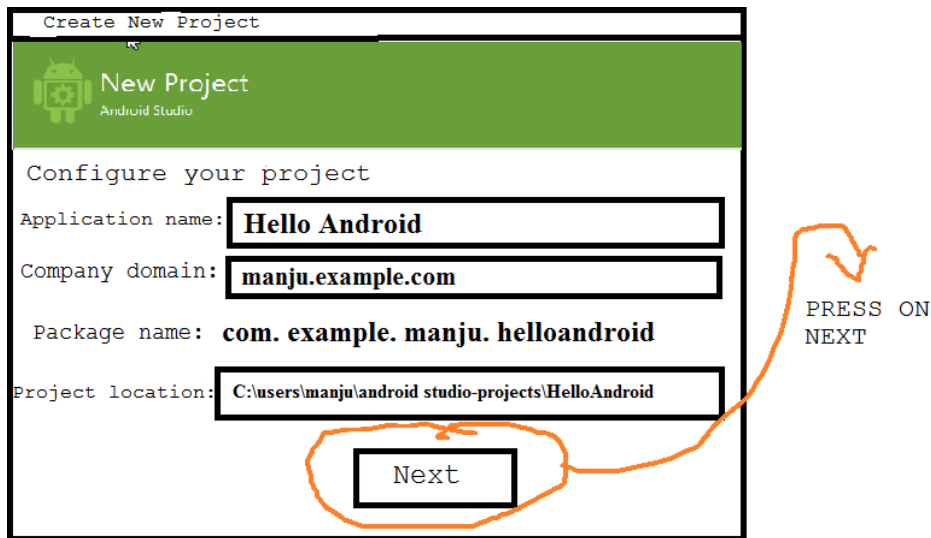 Create New Project
New Project
Android Studio
Configure your project
Application name: Hello Android
Company domain: manju.example.com
Package name: com. example. manju. helloandroid
Project location: C:\users\manju\android studio-projects\HelloAndroid
Next
PRESS ON
NEXT